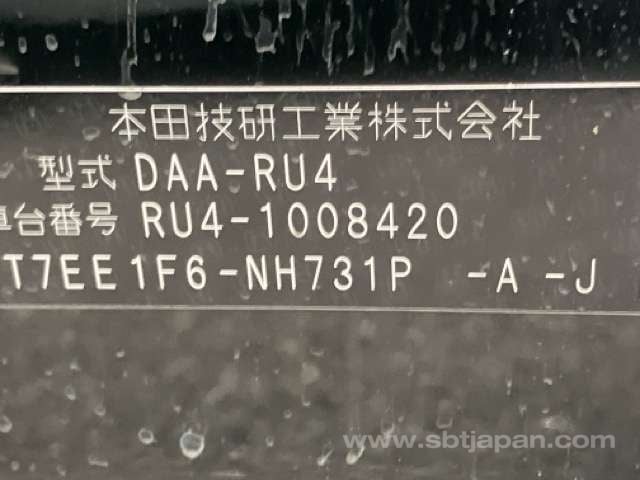 本田技研工業株式会社
型式 DAA-RU4
車台番号 RU4-1008420
T7EE1F6-NH731P -A -J
www.sbtjapan.com